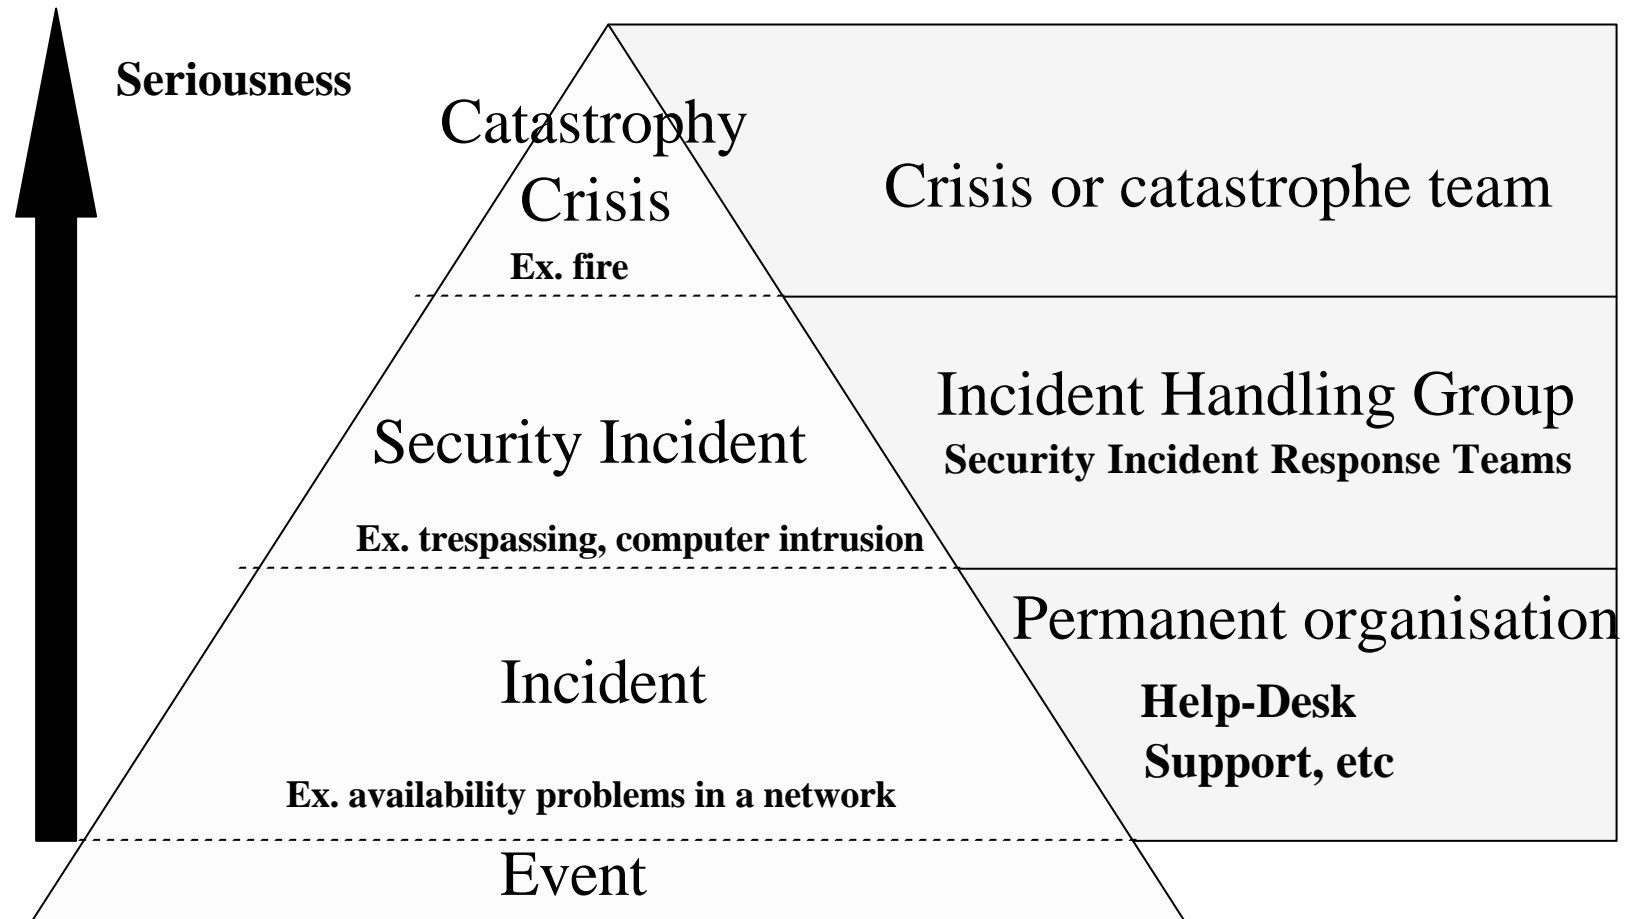 Seriousness
Catastrophy
Crisis
Ex. fire
Crisis or catastrophe team
Security Incident
Ex. trespassing, computer intrusion
Incident Handling Group
Security Incident Response Teams
Incident
Ex. availability problems in a network
Permanent organisation
Help-Desk
Support, etc
Event